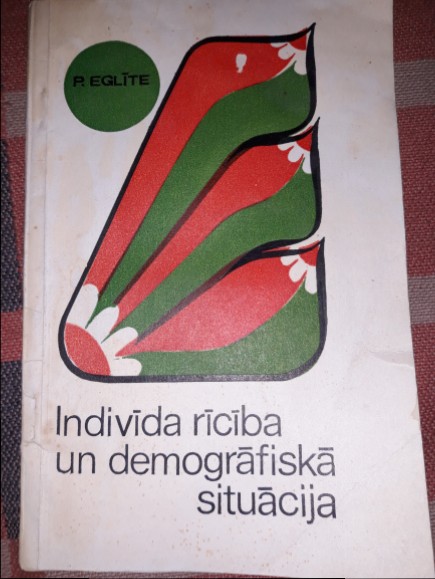 P. EGLĪTE
Indivīda rīcība
un demogrāfiskā
situācija